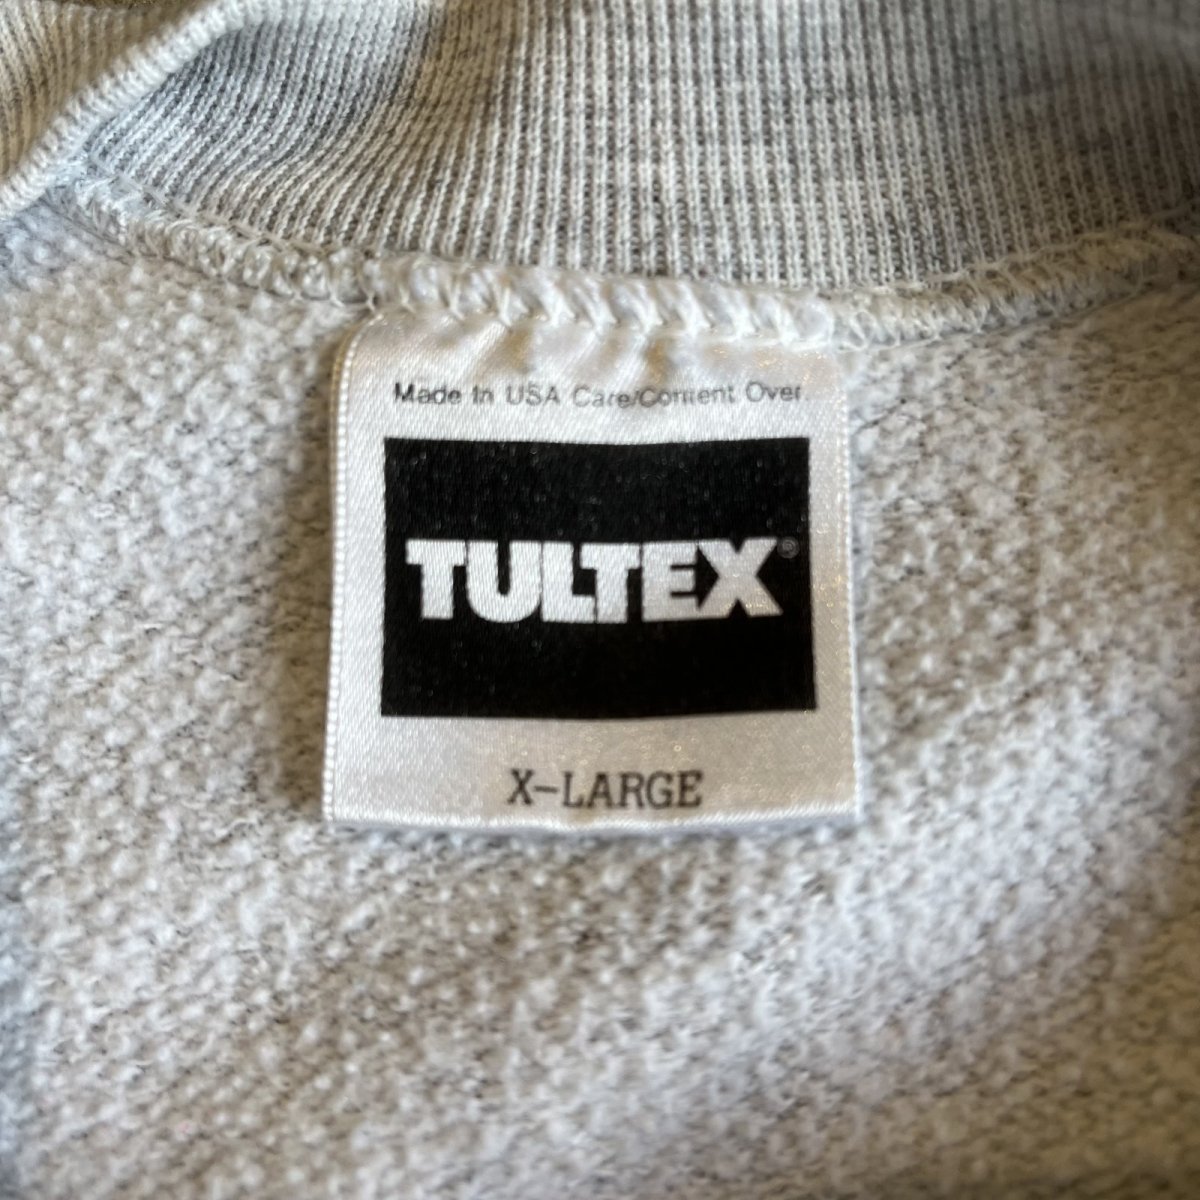 Made In USA Care/Content Over
TULTEX®
X-LARGE